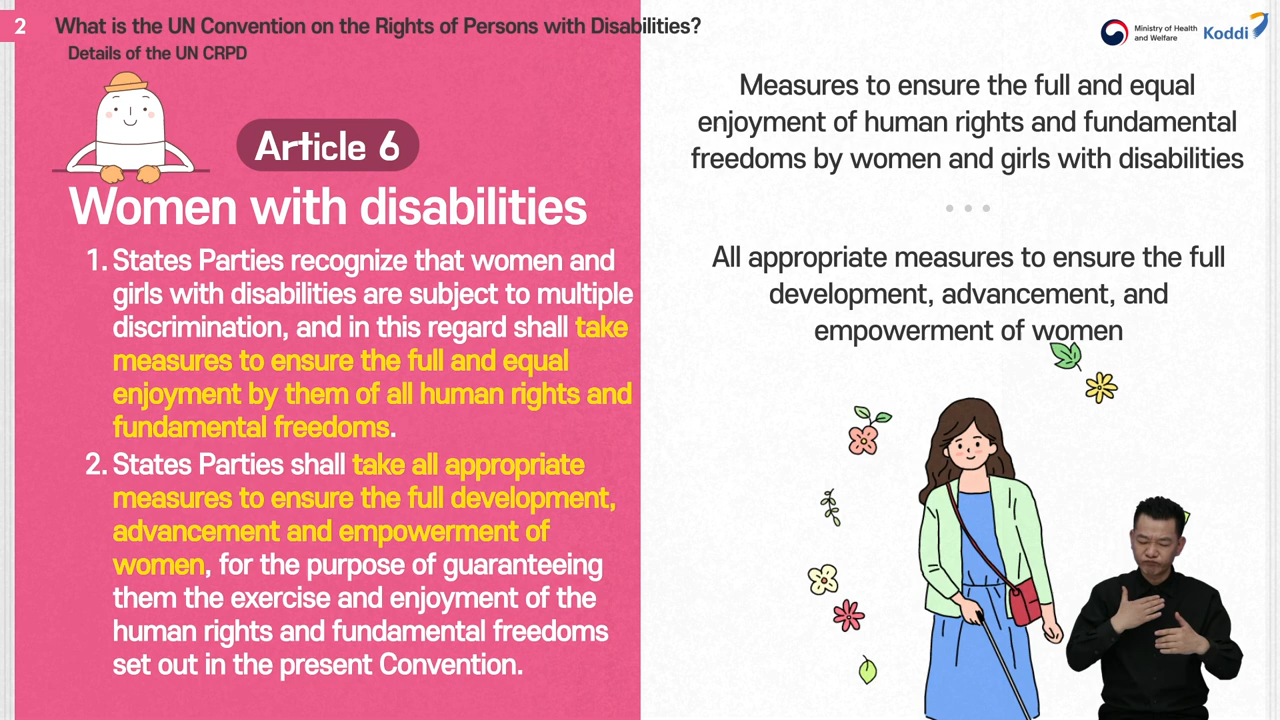 2
What is the UN Convention on the Rights of Persons with Disabilities?
Details of the UN CRPD
Ministry of Health
and Welfare
Koddi
Article 6
Women with disabilities
1. States Parties recognize that women and
girls with disabilities are subject to multiple
discrimination, and in this regard shall take
measures to ensure the full and equal
enjoyment by them of all human rights and
fundamental freedoms.
2. States Parties shall take all appropriate
measures to ensure the full development,
advancement and empowerment of
women, for the purpose of guaranteeing
them the exercise and enjoyment of the
human rights and fundamental freedoms
set out in the present Convention.
Measures to ensure the full and equal
enjoyment of human rights and fundamental
freedoms by women and girls with disabilities
All appropriate measures to ensure the full
development, advancement, and
empowerment of women